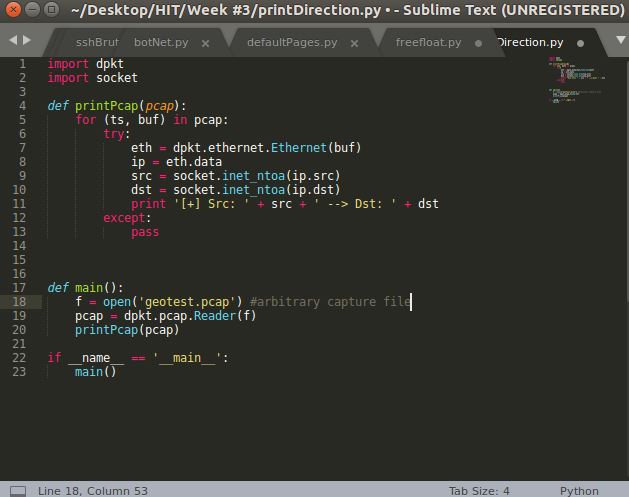 ~/Desktop/HIT/Week #3/printDirection.py • - Sublime Text (UNREGISTERED)
sshBrut botNet.py × defaultPages.py × freefloat.py Direction.py
1 import dpkt
2 import socket
3
4 def printPcap(pcap):
5     for (ts, buf) in pcap:
6         try:
7             eth = dpkt.ethernet.Ethernet(buf)
8             ip = eth.data
9             src = socket.inet_ntoa(ip.src)
10             dst = socket.inet_ntoa(ip.dst)
11             print '[+] Src: ' + src + ' --> Dst: ' + dst
12         except:
13             pass
14
15
16
17 def main():
18     f = open('geotest.pcap') #arbitrary capture file
19     pcap = dpkt.pcap.Reader(f)
20     printPcap(pcap)
21
22 if __name__ == '__main__':
23     main()
Line 18, Column 53 Tab Size: 4 Python